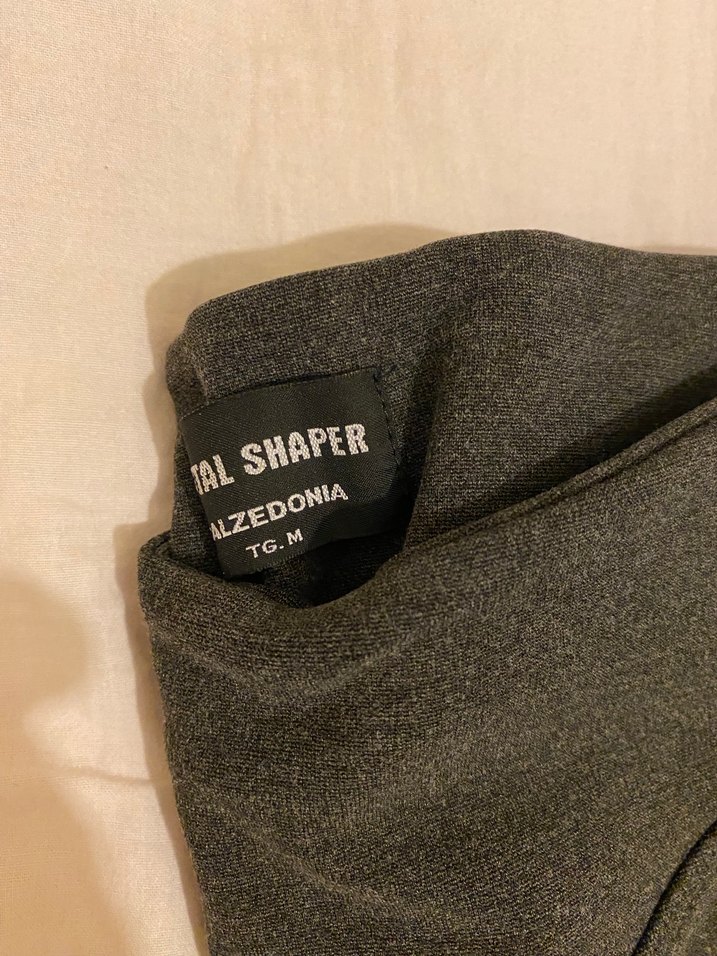 TAL SHAPER
ALZEDONIA
TG. M